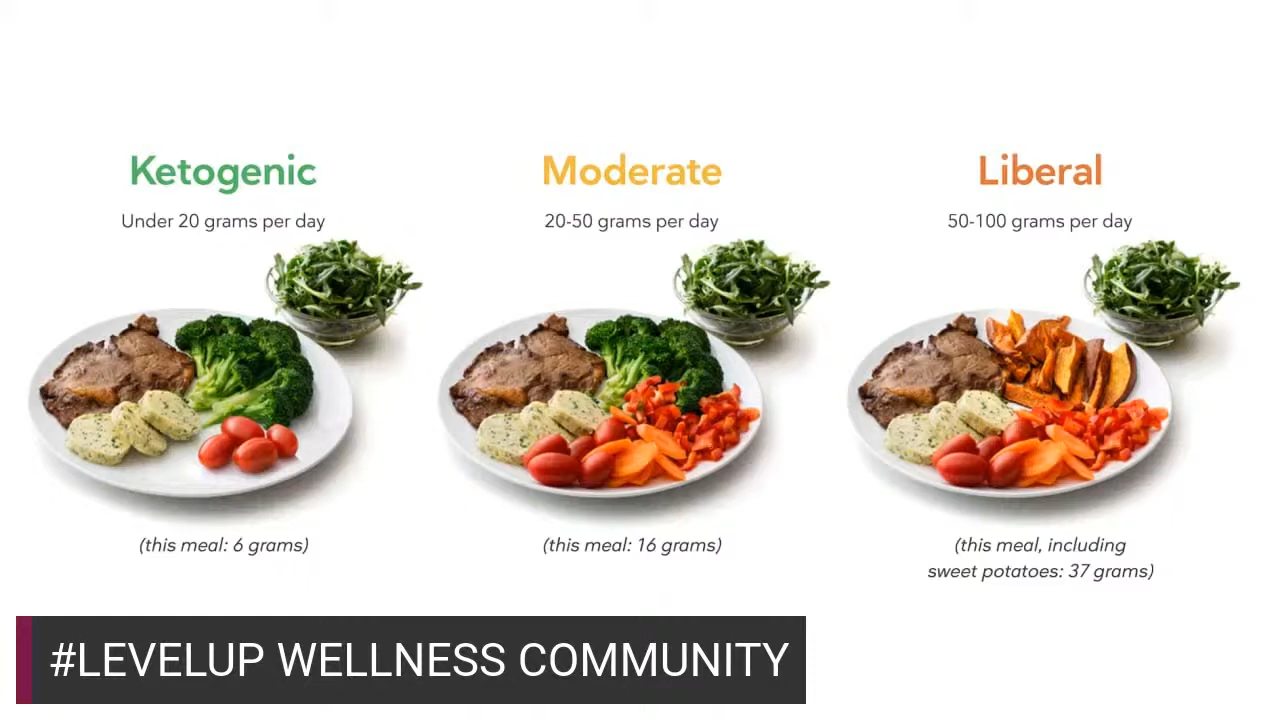 Ketogenic
Under 20 grams per day
(this meal: 6 grams)
Moderate
20-50 grams per day
(this meal: 16 grams)
Liberal
50-100 grams per day
(this meal, including
sweet potatoes: 37 grams)
#LEVELUP WELLNESS COMMUNITY